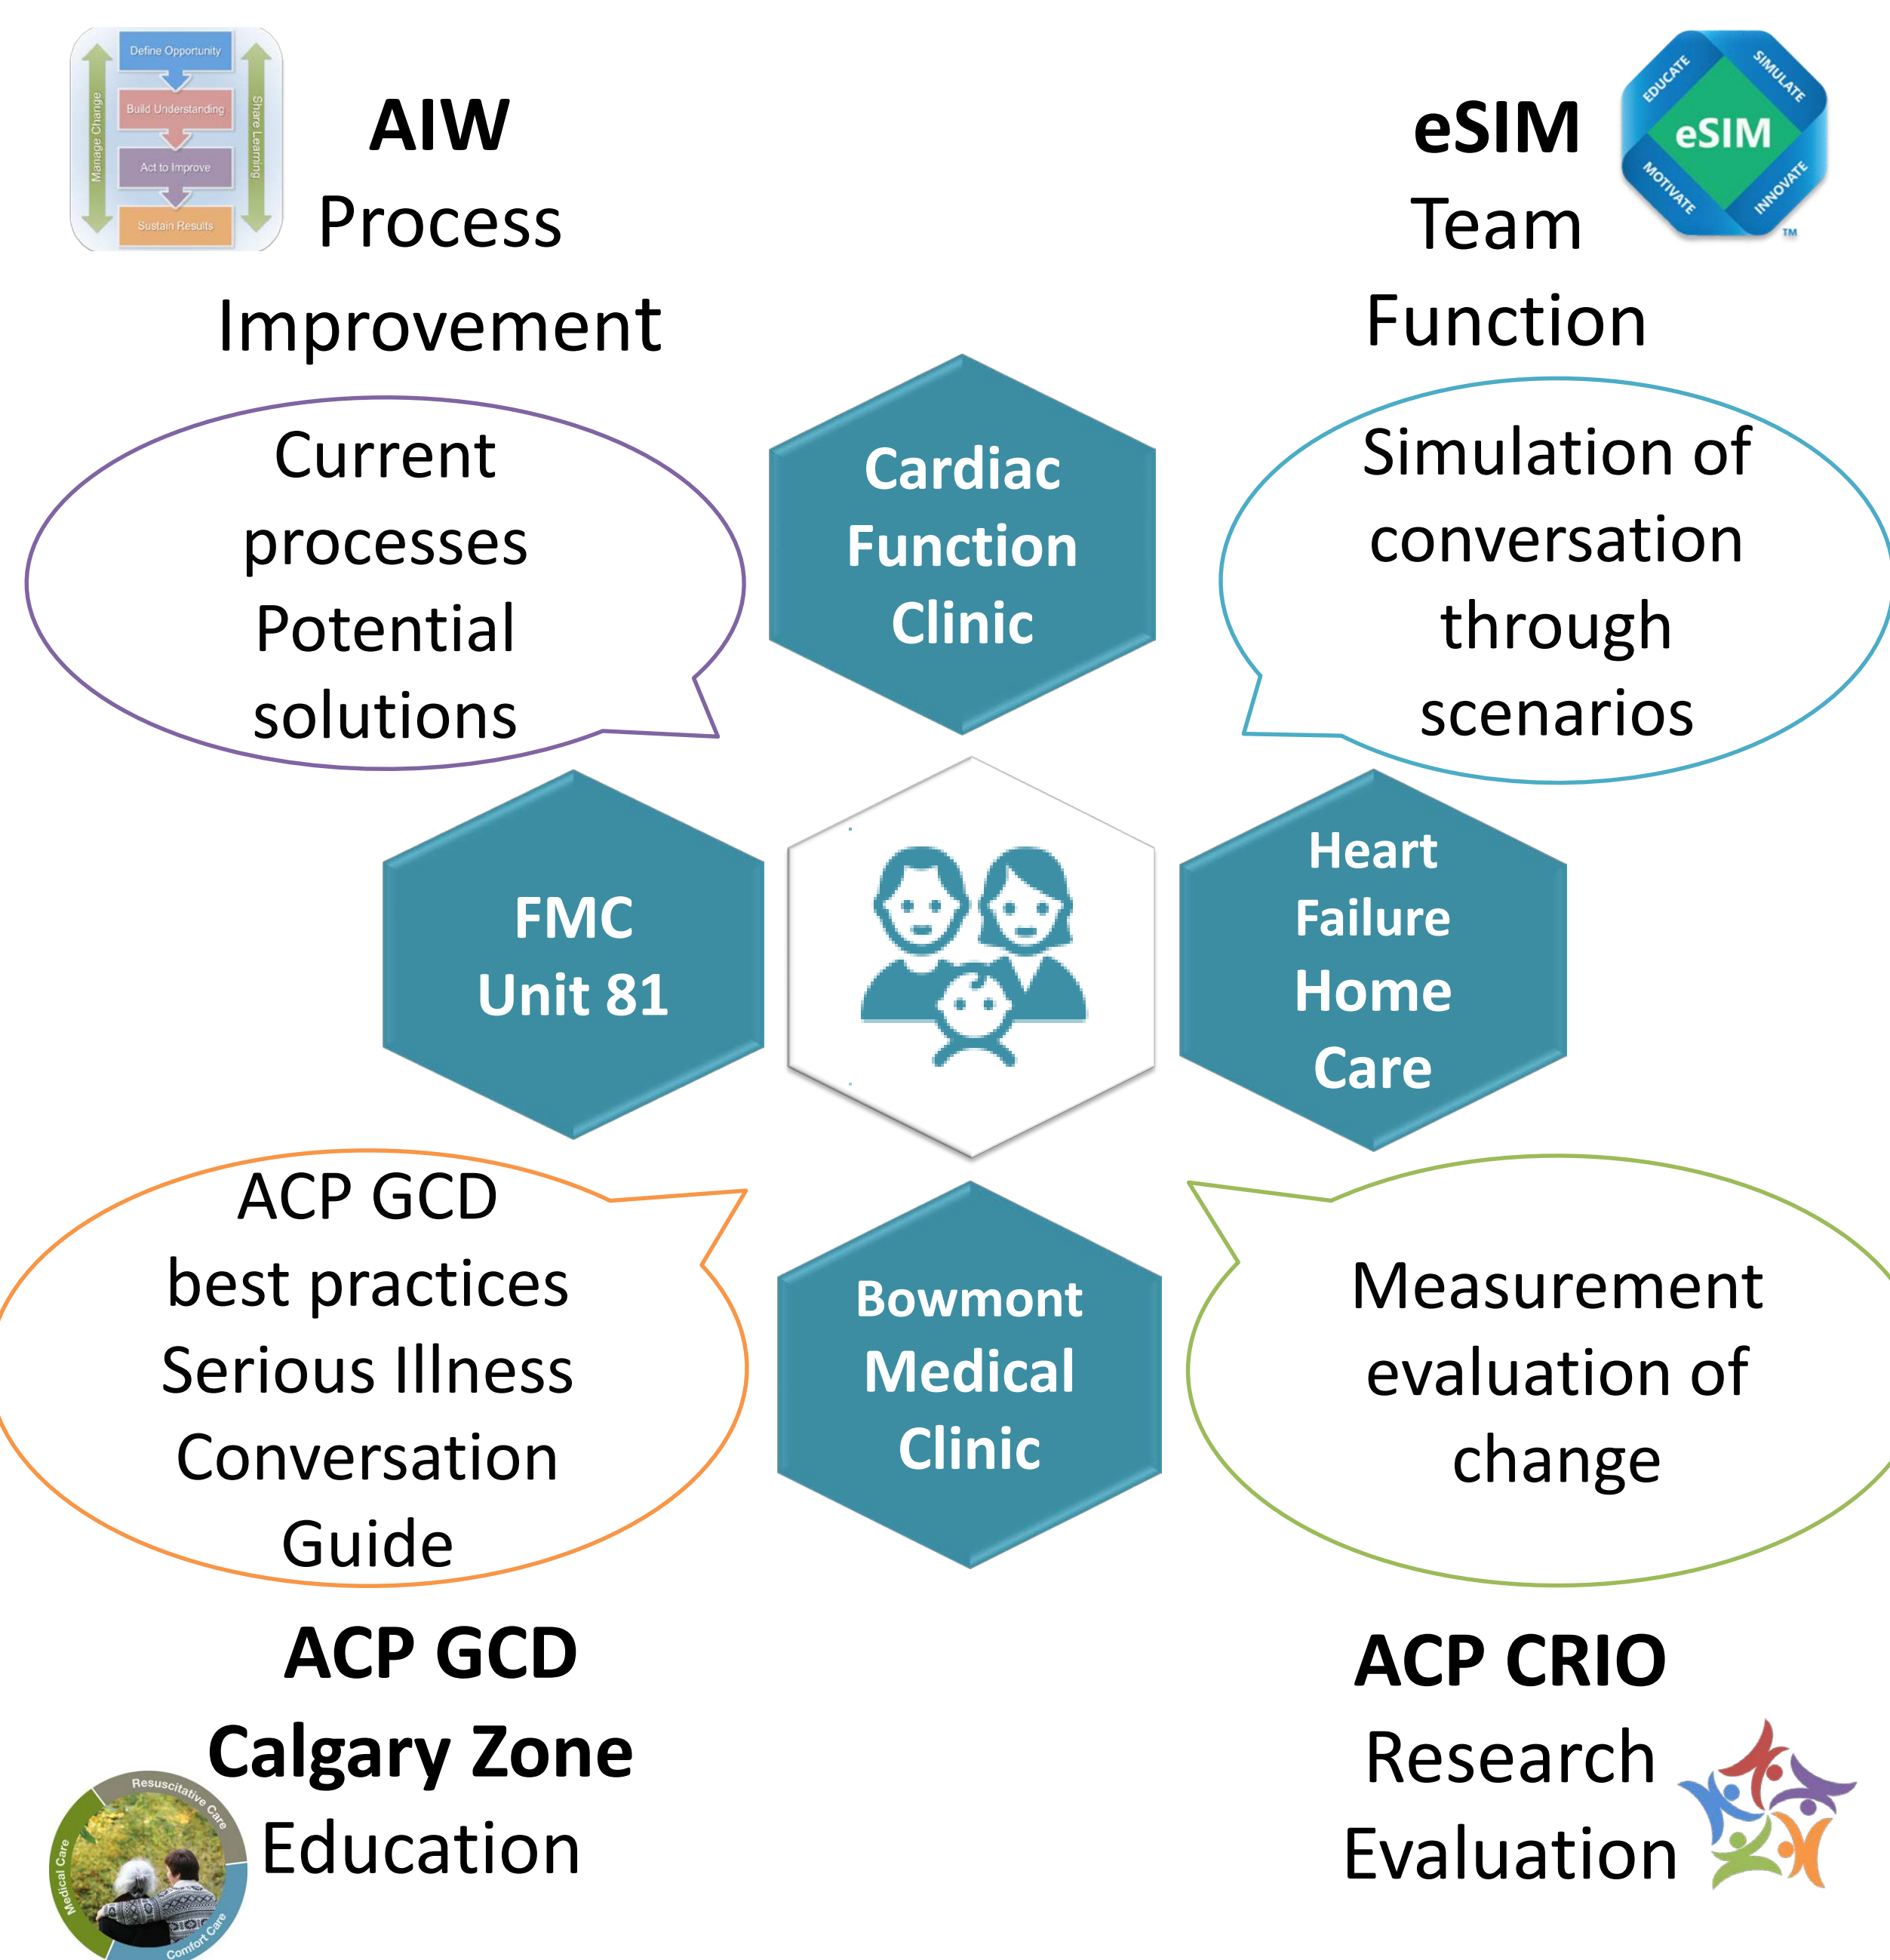 Define Opportunity
Build Understanding
Act to Improve
Sustain Results
Manage Change
Share Learning
AIW
Process
Improvement
eSIM
Team
Function
EDUCATE
SIMULATE
eSIM
MOTIVATE
INNOVATE
TM
Current
processes
Potential
solutions
Cardiac
Function
Clinic
Simulation of
conversation
through
scenarios
FMC
Unit 81
Heart
Failure
Home
Care
ACP GCD
best practices
Serious Illness
Conversation
Guide
Bowmont
Medical
Clinic
Measurement
evaluation of
change
ACP GCD
Calgary Zone
Education
Resuscitative Care
Medical Care
Comfort Care
ACP CRIO
Research
Evaluation